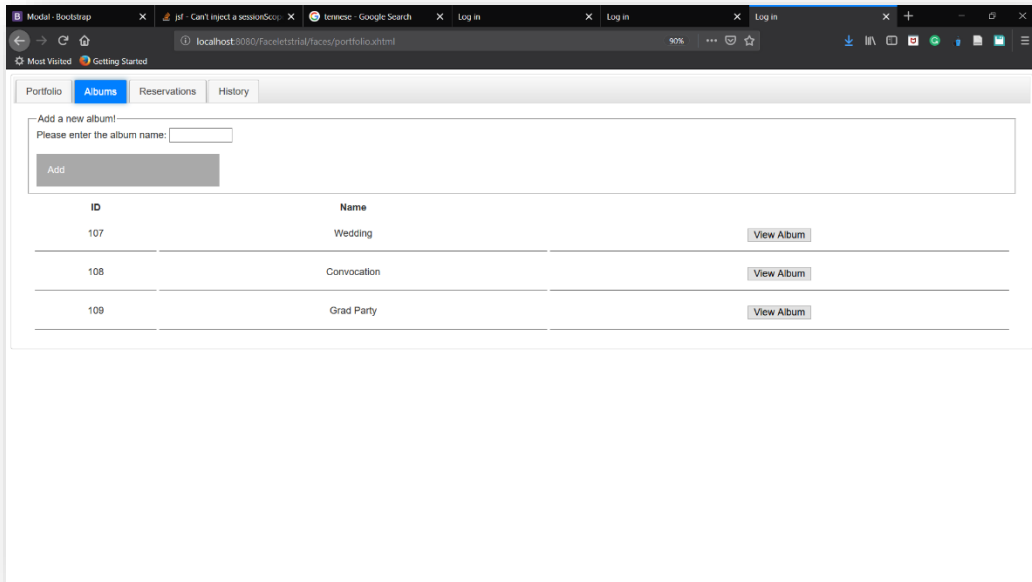 Modal · Bootstrap
jsf - Can't inject a sessionScop
tennese - Google Search
Log in
Log in
Log in
localhost:8080/Faceletstrial/faces/portfolio.xhtml
90%
Most Visited Getting Started
Portfolio Albums Reservations History
Add a new album!
Please enter the album name:
Add
ID Name
107 Wedding View Album
108 Convocation View Album
109 Grad Party View Album